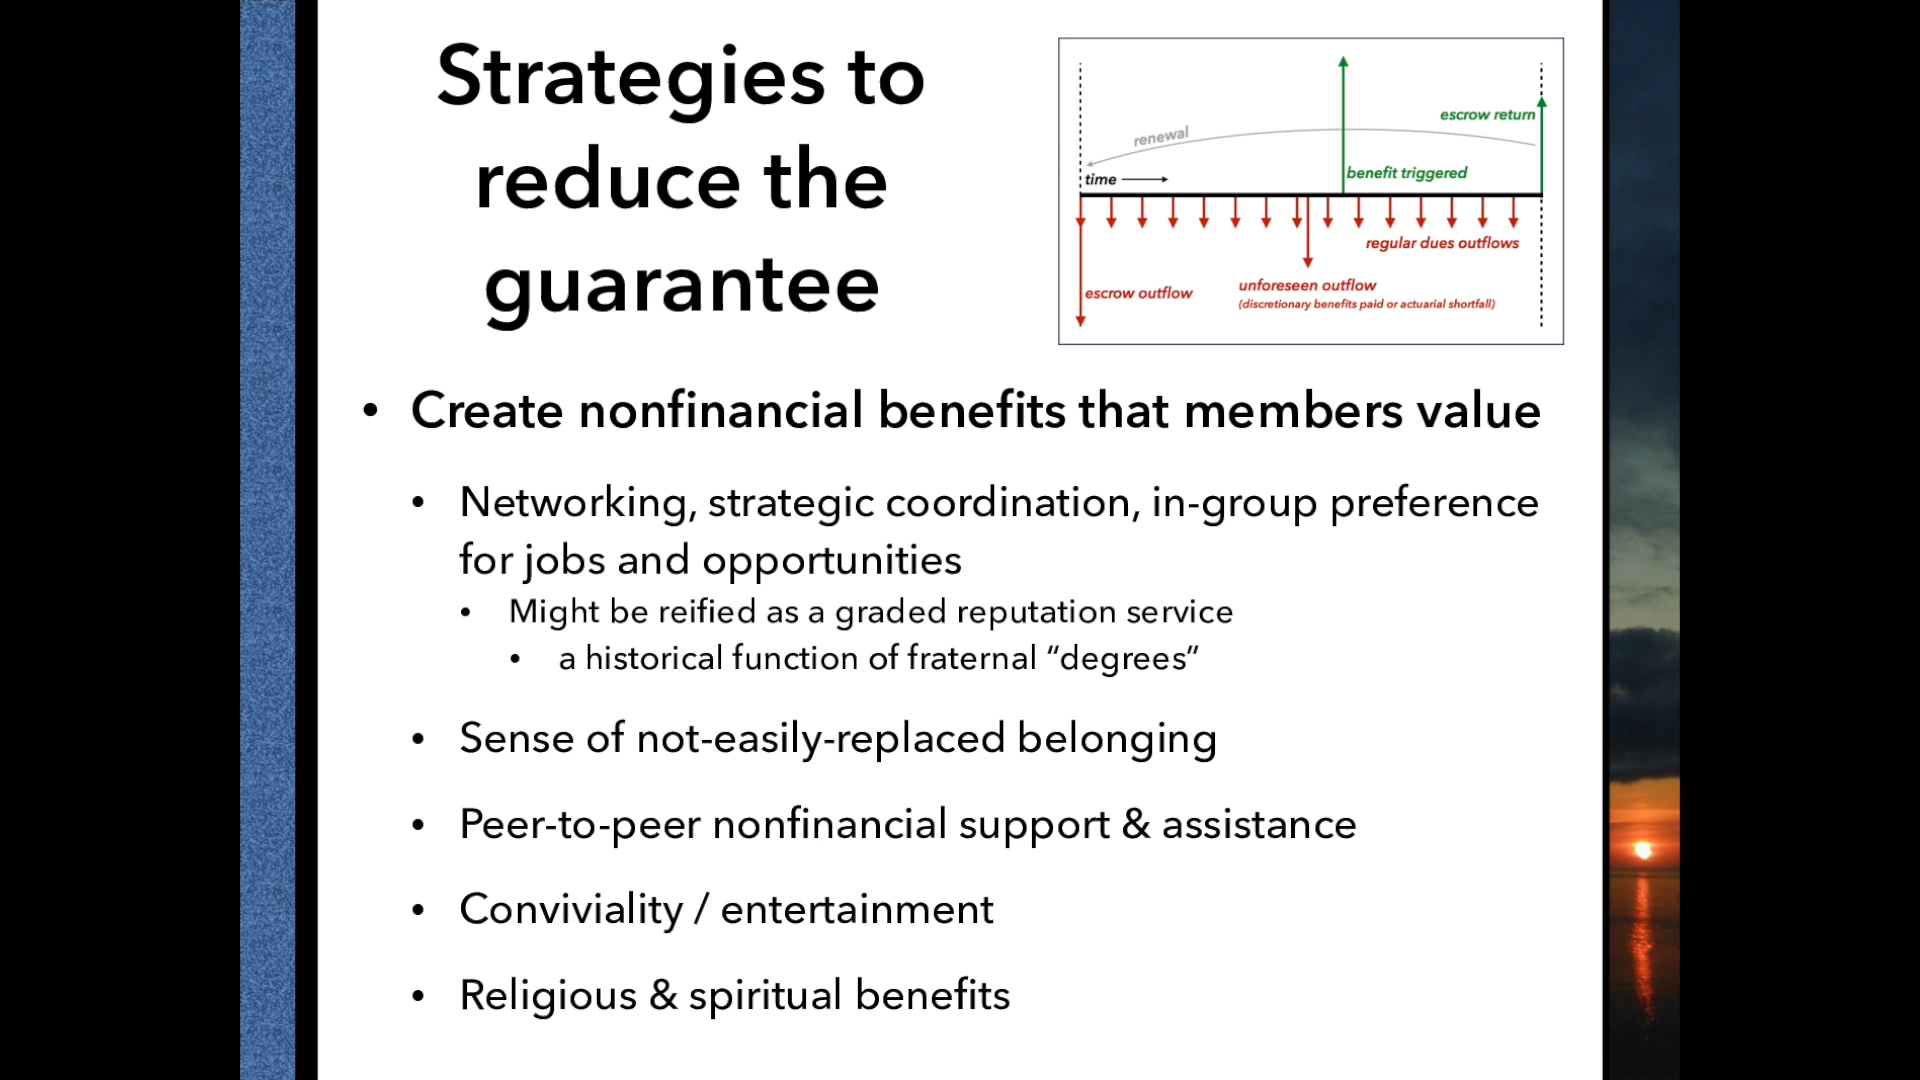 Strategies to
reduce the
guarantee
escrow return
renewal
benefit triggered
time
regular dues outflows
escrow outflow
unforeseen outflow
(discretionary benefits paid or actuarial shortfall)
• Create nonfinancial benefits that members value
• Networking, strategic coordination, in-group preference
for jobs and opportunities
• Might be reified as a graded reputation service
• a historical function of fraternal “degrees”
• Sense of not-easily-replaced belonging
• Peer-to-peer nonfinancial support & assistance
• Conviviality / entertainment
• Religious & spiritual benefits